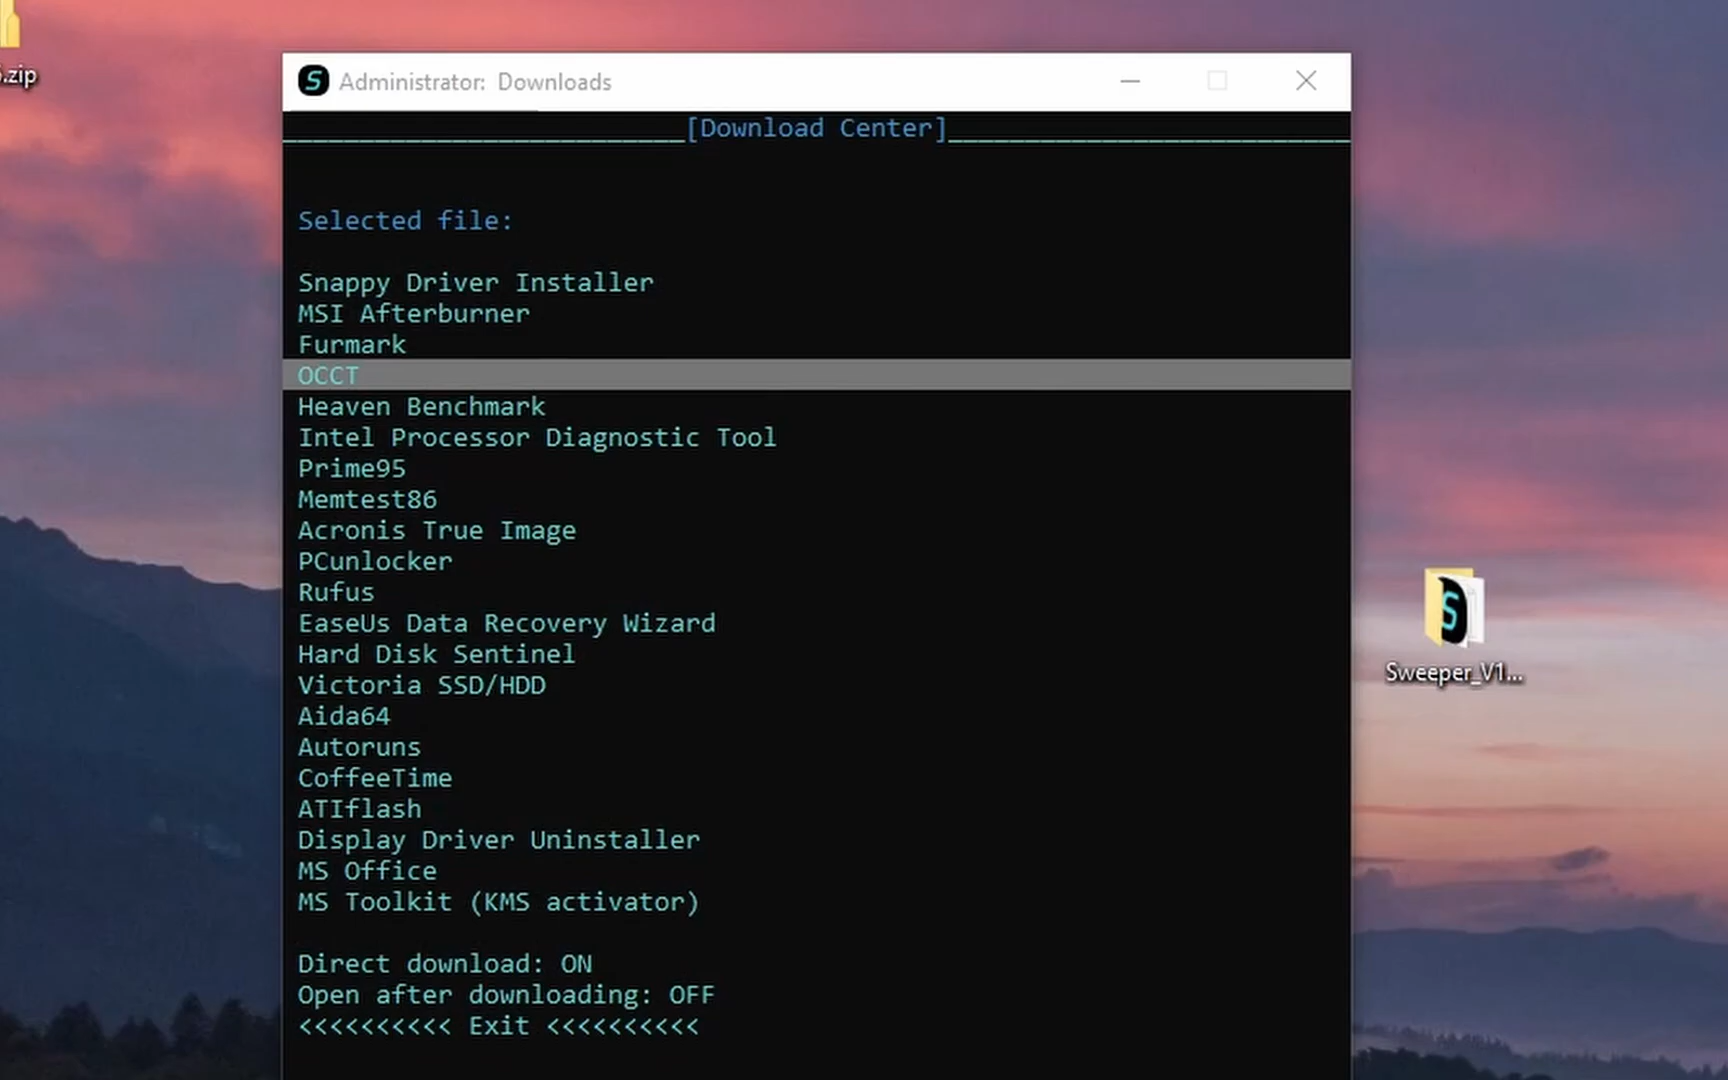 .zip
Administrator: Downloads
[Download Center]
Selected file:
Snappy Driver Installer
MSI Afterburner
Furmark
OCCT
Heaven Benchmark
Intel Processor Diagnostic Tool
Prime95
Memtest86
Acronis True Image
PCunlocker
Rufus
EaseUs Data Recovery Wizard
Hard Disk Sentinel
Victoria SSD/HDD
Aida64
Autoruns
CoffeeTime
ATIflash
Display Driver Uninstaller
MS Office
MS Toolkit (KMS activator)
Direct download: ON
Open after downloading: OFF
<<<<<<<<<< Exit <<<<<<<<<<
Sweeper_V1...